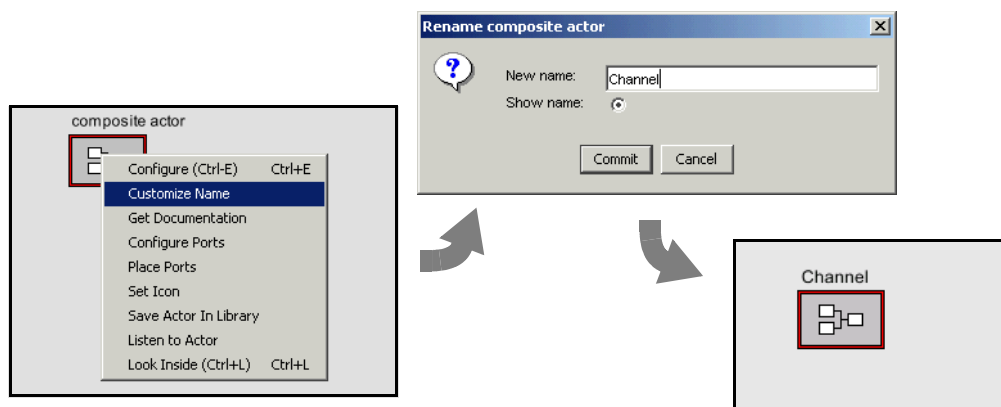 composite actor
Configure (Ctrl-E) Ctrl+E
Customize Name
Get Documentation
Configure Ports
Place Ports
Set Icon
Save Actor In Library
Listen to Actor
Look Inside (Ctrl+L) Ctrl+L
Rename composite actor
?
New name: Channel
Show name:
Commit Cancel
Channel